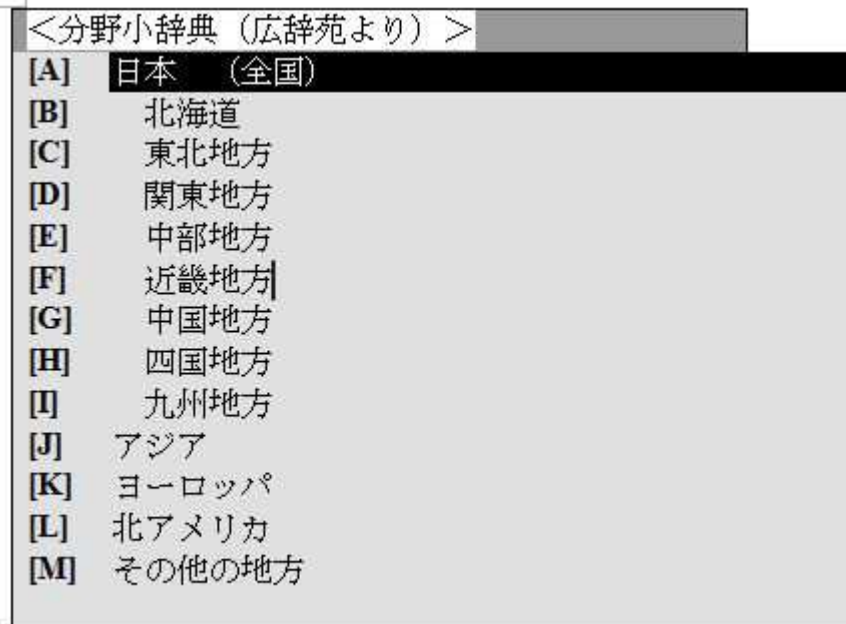 ＜分野小辞典（広辞苑より）＞
[A] 日本　（全国）
[B] 北海道
[C] 東北地方
[D] 関東地方
[E] 中部地方
[F] 近畿地方
[G] 中国地方
[H] 四国地方
[I] 九州地方
[J] アジア
[K] ヨーロッパ
[L] 北アメリカ
[M] その他の地方